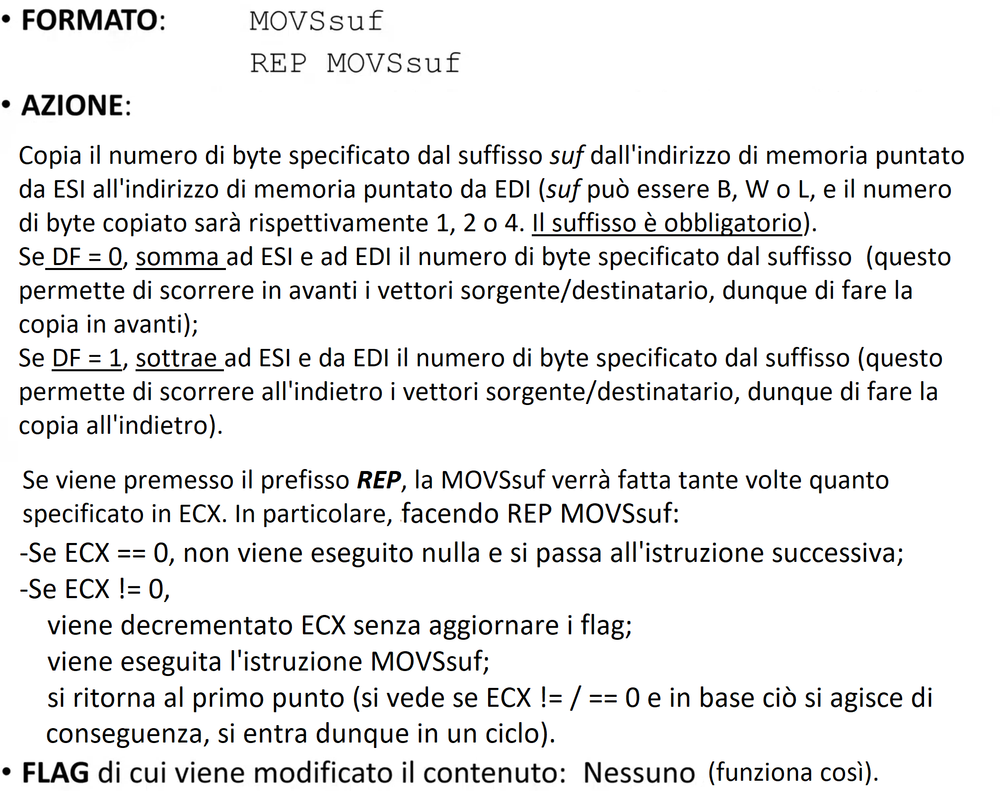 • FORMATO: MOVSsuf
REP MOVSsuf
• AZIONE:
Copia il numero di byte specificato dal suffisso suf dall'indirizzo di memoria puntato
da ESI all'indirizzo di memoria puntato da EDI (suf può essere B, W o L, e il numero
di byte copiato sarà rispettivamente 1, 2 o 4. Il suffisso è obbligatorio).
Se DF = 0, somma ad ESI e ad EDI il numero di byte specificato dal suffisso (questo
permette di scorrere in avanti i vettori sorgente/destinatario, dunque di fare la
copia in avanti);
Se DF = 1, sottrae ad ESI e da EDI il numero di byte specificato dal suffisso (questo
permette di scorrere all'indietro i vettori sorgente/destinatario, dunque di fare la
copia all'indietro).
Se viene premesso il prefisso REP, la MOVSsuf verrà fatta tante volte quanto
specificato in ECX. In particolare, facendo REP MOVSsuf:
-Se ECX == 0, non viene eseguito nulla e si passa all'istruzione successiva;
-Se ECX != 0,
viene decrementato ECX senza aggiornare i flag;
viene eseguita l'istruzione MOVSsuf;
si ritorna al primo punto (si vede se ECX != / == 0 e in base ciò si agisce di
conseguenza, si entra dunque in un ciclo).
• FLAG di cui viene modificato il contenuto: Nessuno (funziona così).